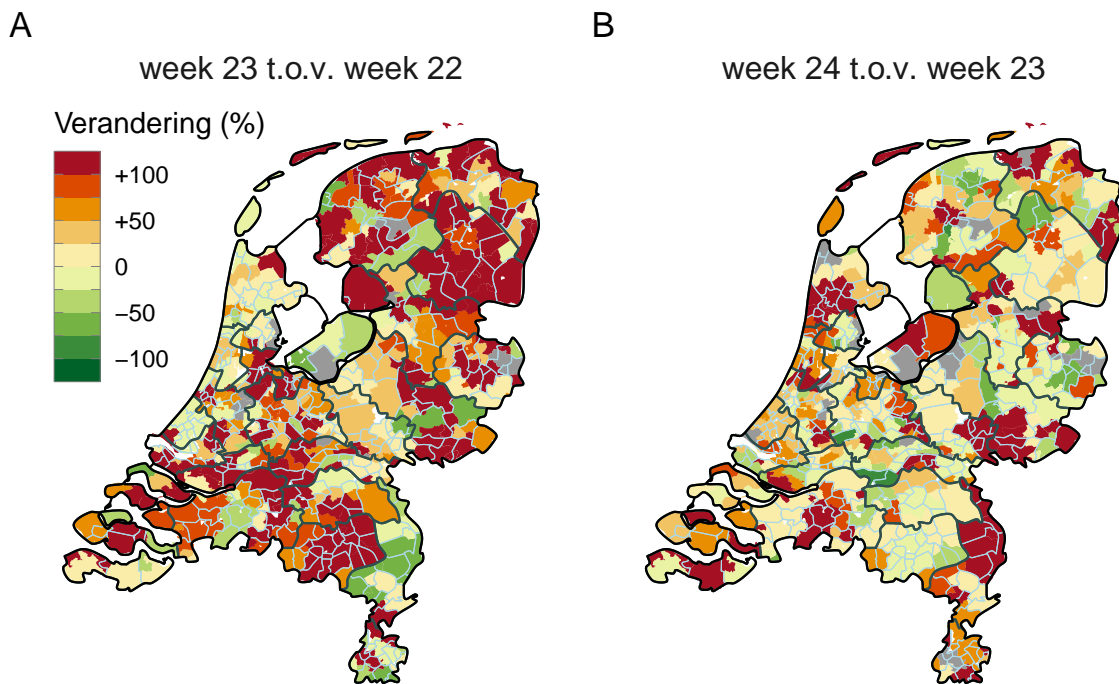 A
B
week 23 t.o.v. week 22
week 24 t.o.v. week 23
Verandering (%)
+100
+50
0
−50
−100